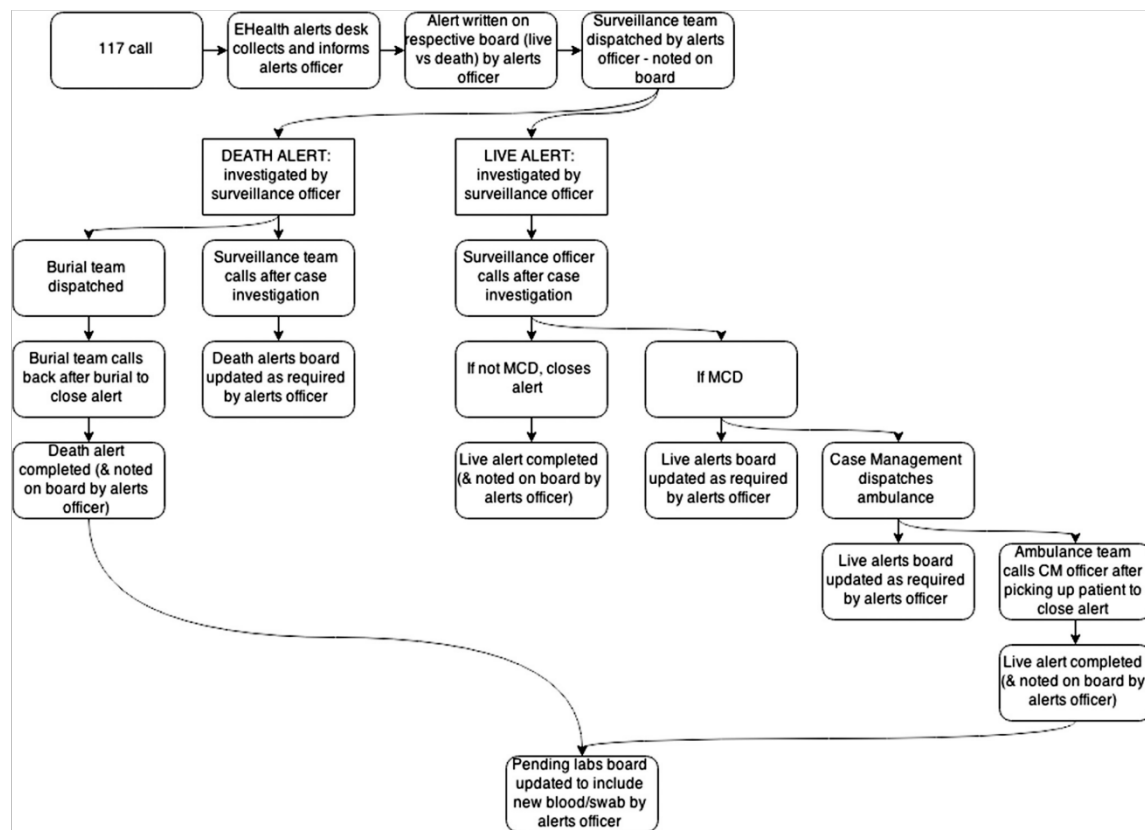 117 call
EHealth alerts desk
collects and informs
alerts officer
Alert written on
respective board (live
vs death) by alerts
officer
Surveillance team
dispatched by alerts
officer - noted on
board
DEATH ALERT:
investigated by
surveillance officer
LIVE ALERT:
investigated by
surveillance officer
Burial team
dispatched
Surveillance team
calls after case
investigation
Surveillance officer
calls after case
investigation
Burial team calls
back after burial to
close alert
Death alerts board
updated as required
by alerts officer
If not MCD, closes
alert
If MCD
Death alert
completed (& noted
on board by alerts
officer)
Live alert completed
(& noted on board by
alerts officer)
Live alerts board
updated as required
by alerts officer
Case Management
dispatches
ambulance
Live alerts board
updated as required
by alerts officer
Ambulance team
calls CM officer after
picking up patient to
close alert
Live alert completed
(& noted on board by
alerts officer)
Pending labs board
updated to include
new blood/swab by
alerts officer